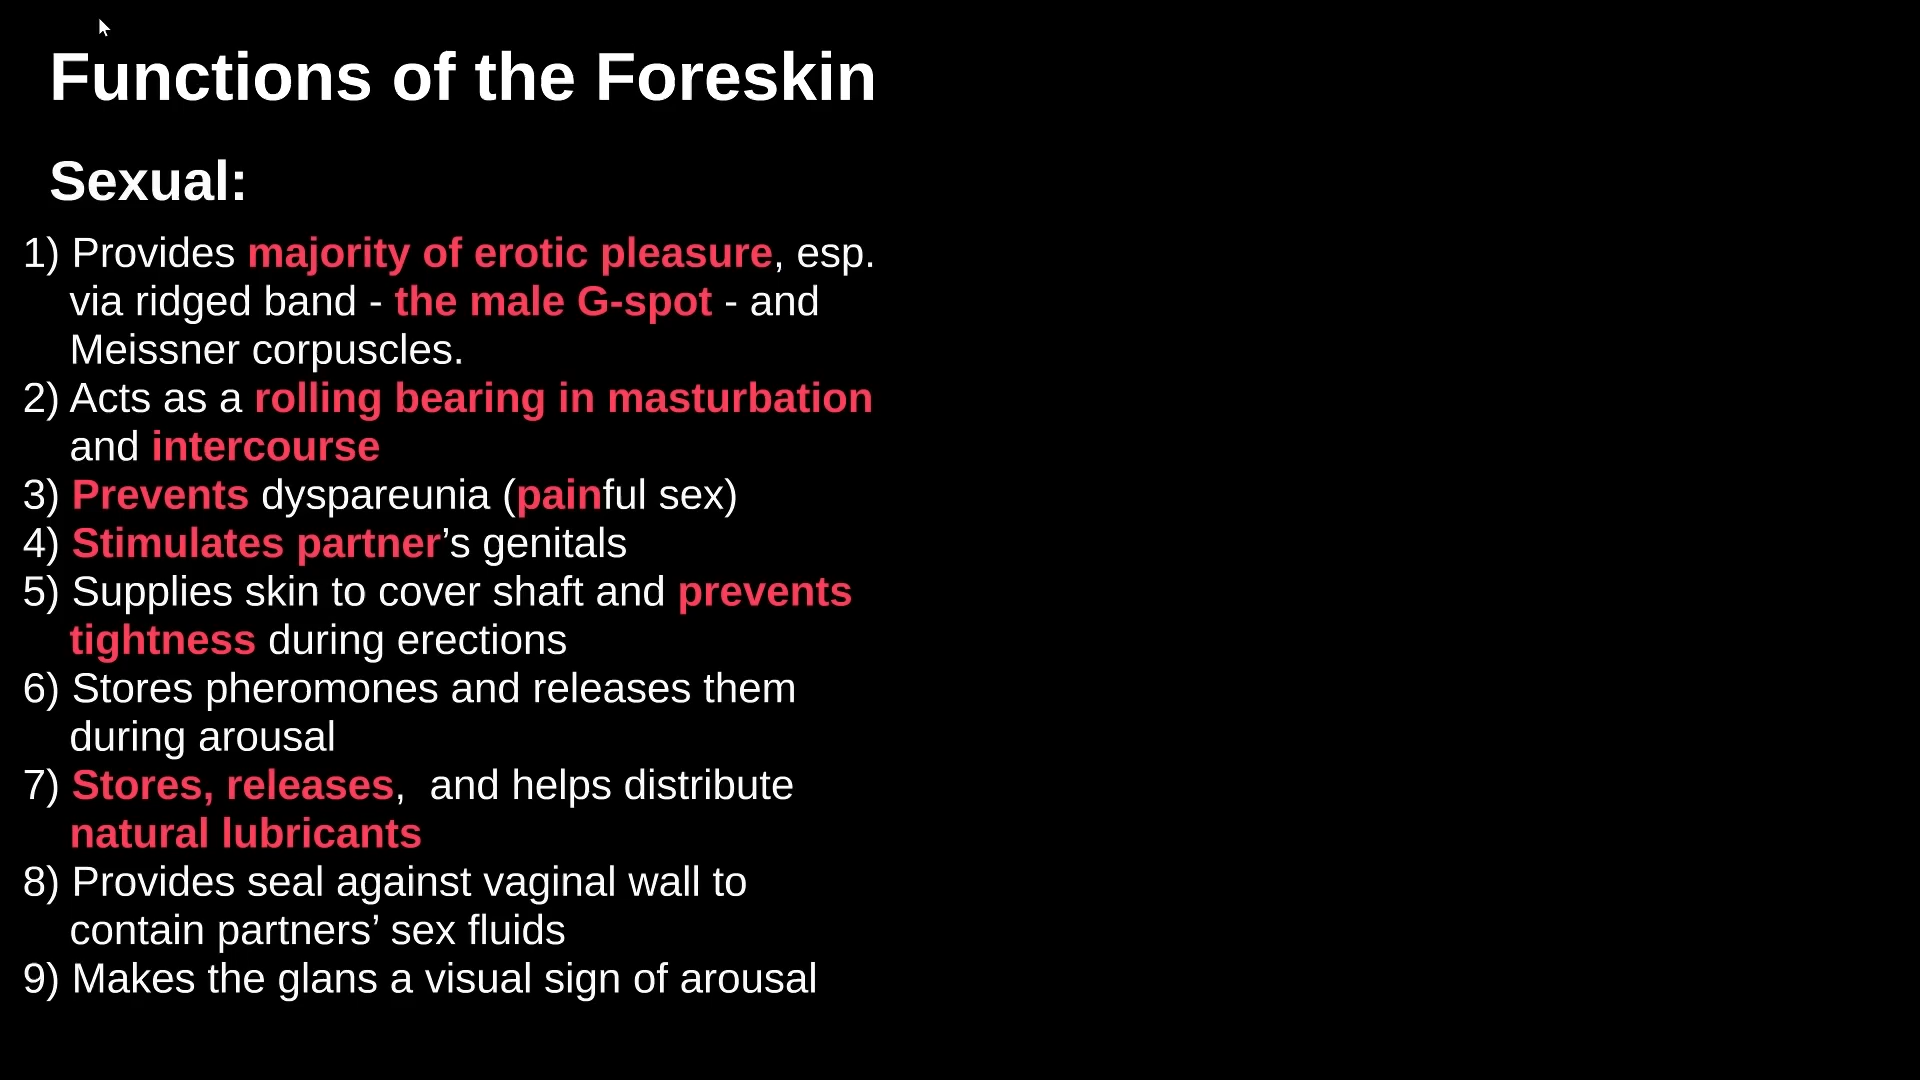 Functions of the Foreskin
Sexual:
1) Provides majority of erotic pleasure, esp.
via ridged band - the male G-spot - and
Meissner corpuscles.
2) Acts as a rolling bearing in masturbation
and intercourse
3) Prevents dyspareunia (painful sex)
4) Stimulates partner’s genitals
5) Supplies skin to cover shaft and prevents
tightness during erections
6) Stores pheromones and releases them
during arousal
7) Stores, releases,  and helps distribute
natural lubricants
8) Provides seal against vaginal wall to
contain partners’ sex fluids
9) Makes the glans a visual sign of arousal